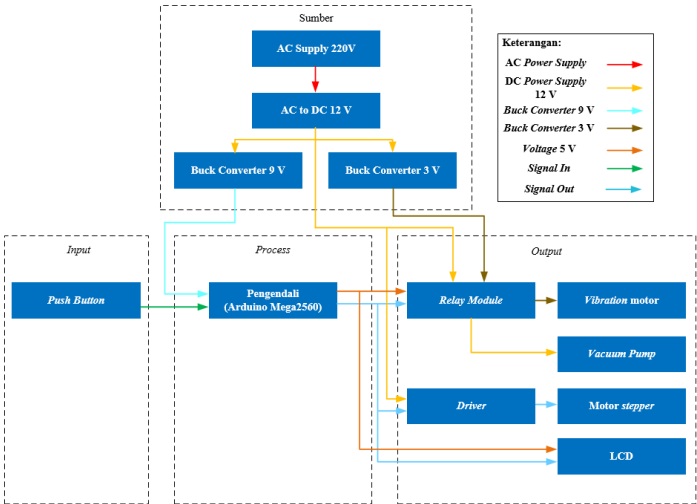 Sumber
AC Supply 220V
AC to DC 12 V
Buck Converter 9 V
Buck Converter 3 V
Keterangan:
AC Power Supply
DC Power Supply
12 V
Buck Converter 9 V
Buck Converter 3 V
Voltage 5 V
Signal In
Signal Out
Input
Push Button
Process
Pengendali
(Arduino Mega2560)
Output
Relay Module
Vibration motor
Vacuum Pump
Driver
Motor stepper
LCD